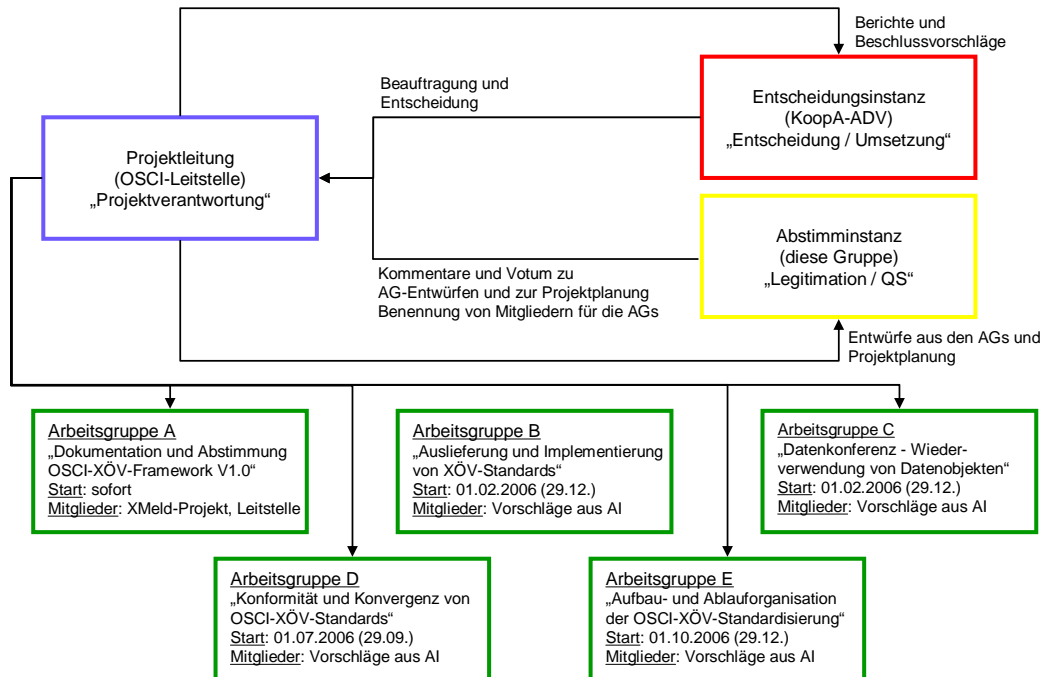 Berichte und
Beschlussvorschläge
Beauftragung und
Entscheidung
Entscheidungsinstanz
(KoopA-ADV)
„Entscheidung / Umsetzung“
Projektleitung
(OSCI-Leitstelle)
„Projektverantwortung“
Abstimminstanz
(diese Gruppe)
„Legitimation / QS“
Kommentare und Votum zu
AG-Entwürfen und zur Projektplanung
Benennung von Mitgliedern für die AGs
Entwürfe aus den AGs und
Projektplanung
Arbeitsgruppe A
„Dokumentation und Abstimmung
OSCI-XÖV-Framework V1.0“
Start: sofort
Mitglieder: XMeld-Projekt, Leitstelle
Arbeitsgruppe B
„Auslieferung und Implementierung
von XÖV-Standards“
Start: 01.02.2006 (29.12.)
Mitglieder: Vorschläge aus AI
Arbeitsgruppe C
„Datenkonferenz - Wieder-
verwendung von Datenobjekten“
Start: 01.02.2006 (29.12.)
Mitglieder: Vorschläge aus AI
Arbeitsgruppe D
„Konformität und Konvergenz von
OSCI-XÖV-Standards“
Start: 01.07.2006 (29.09.)
Mitglieder: Vorschläge aus AI
Arbeitsgruppe E
„Aufbau- und Ablauforganisation
der OSCI-XÖV-Standardisierung“
Start: 01.10.2006 (29.12.)
Mitglieder: Vorschläge aus AI